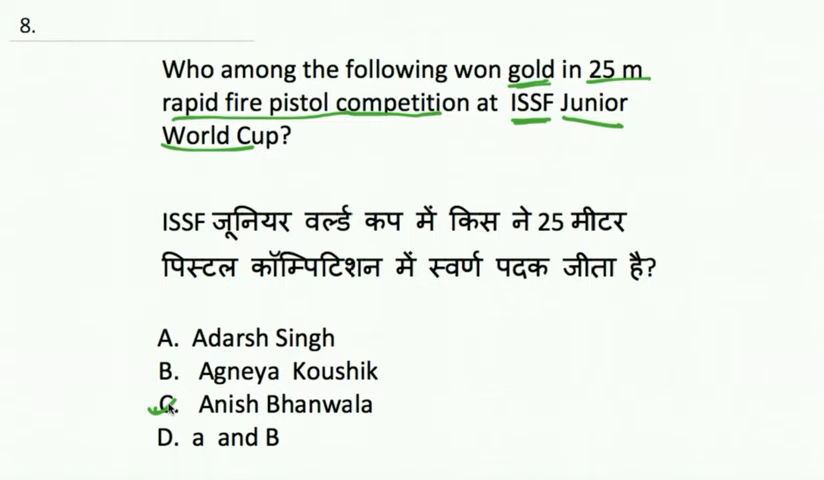 8.
Who among the following won gold in 25 m
rapid fire pistol competition at ISSF Junior
World Cup?
ISSF जूनियर वर्ल्ड कप में किस ने 25 मीटर
पिस्टल कॉम्पिटिशन में स्वर्ण पदक जीता है?
A. Adarsh Singh
B. Agneya Koushik
C. Anish Bhanwala
D. a and B